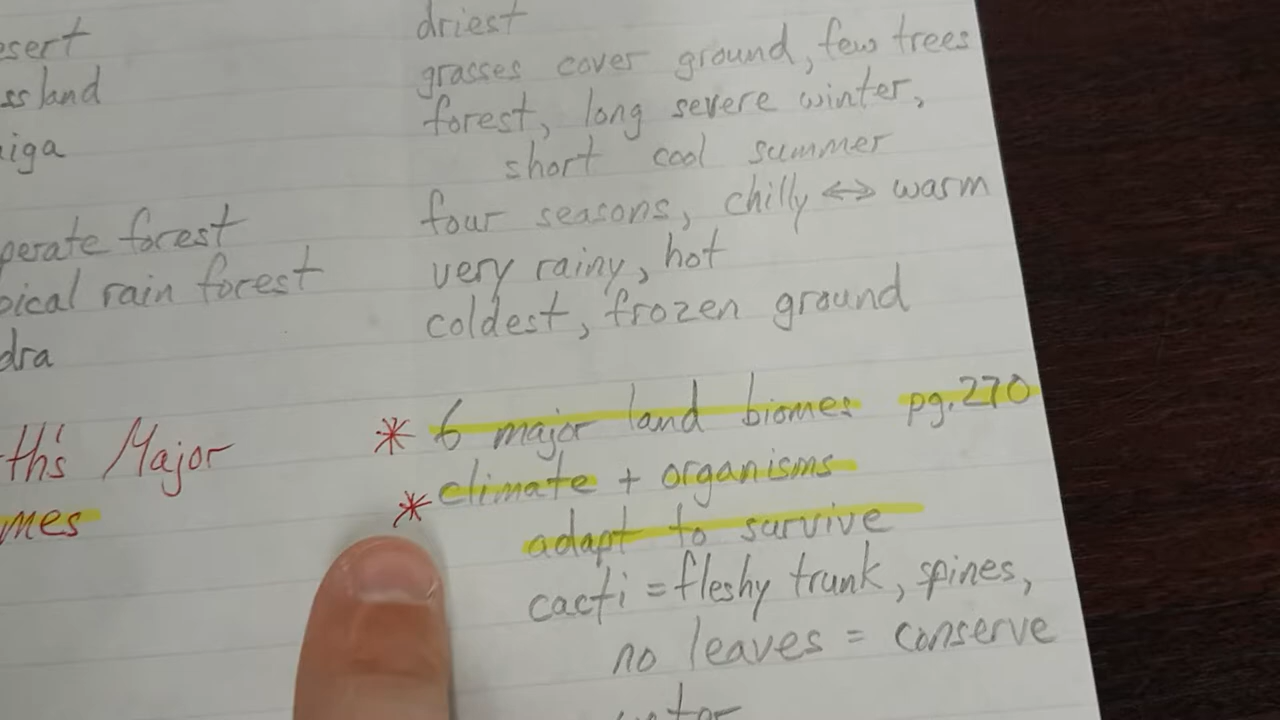 driest
esert
grasses cover ground, few trees
ss land
forest, long severe winter,
iga
short cool summer
four seasons, chilly ↔ warm
perate forest
very rainy, hot
pical rain forest
coldest, frozen ground
dra
* 6 major land biomes pg.270
th's Major
* climate + organisms
mes
adapt to survive
cacti = fleshy trunk, spines,
no leaves = conserve